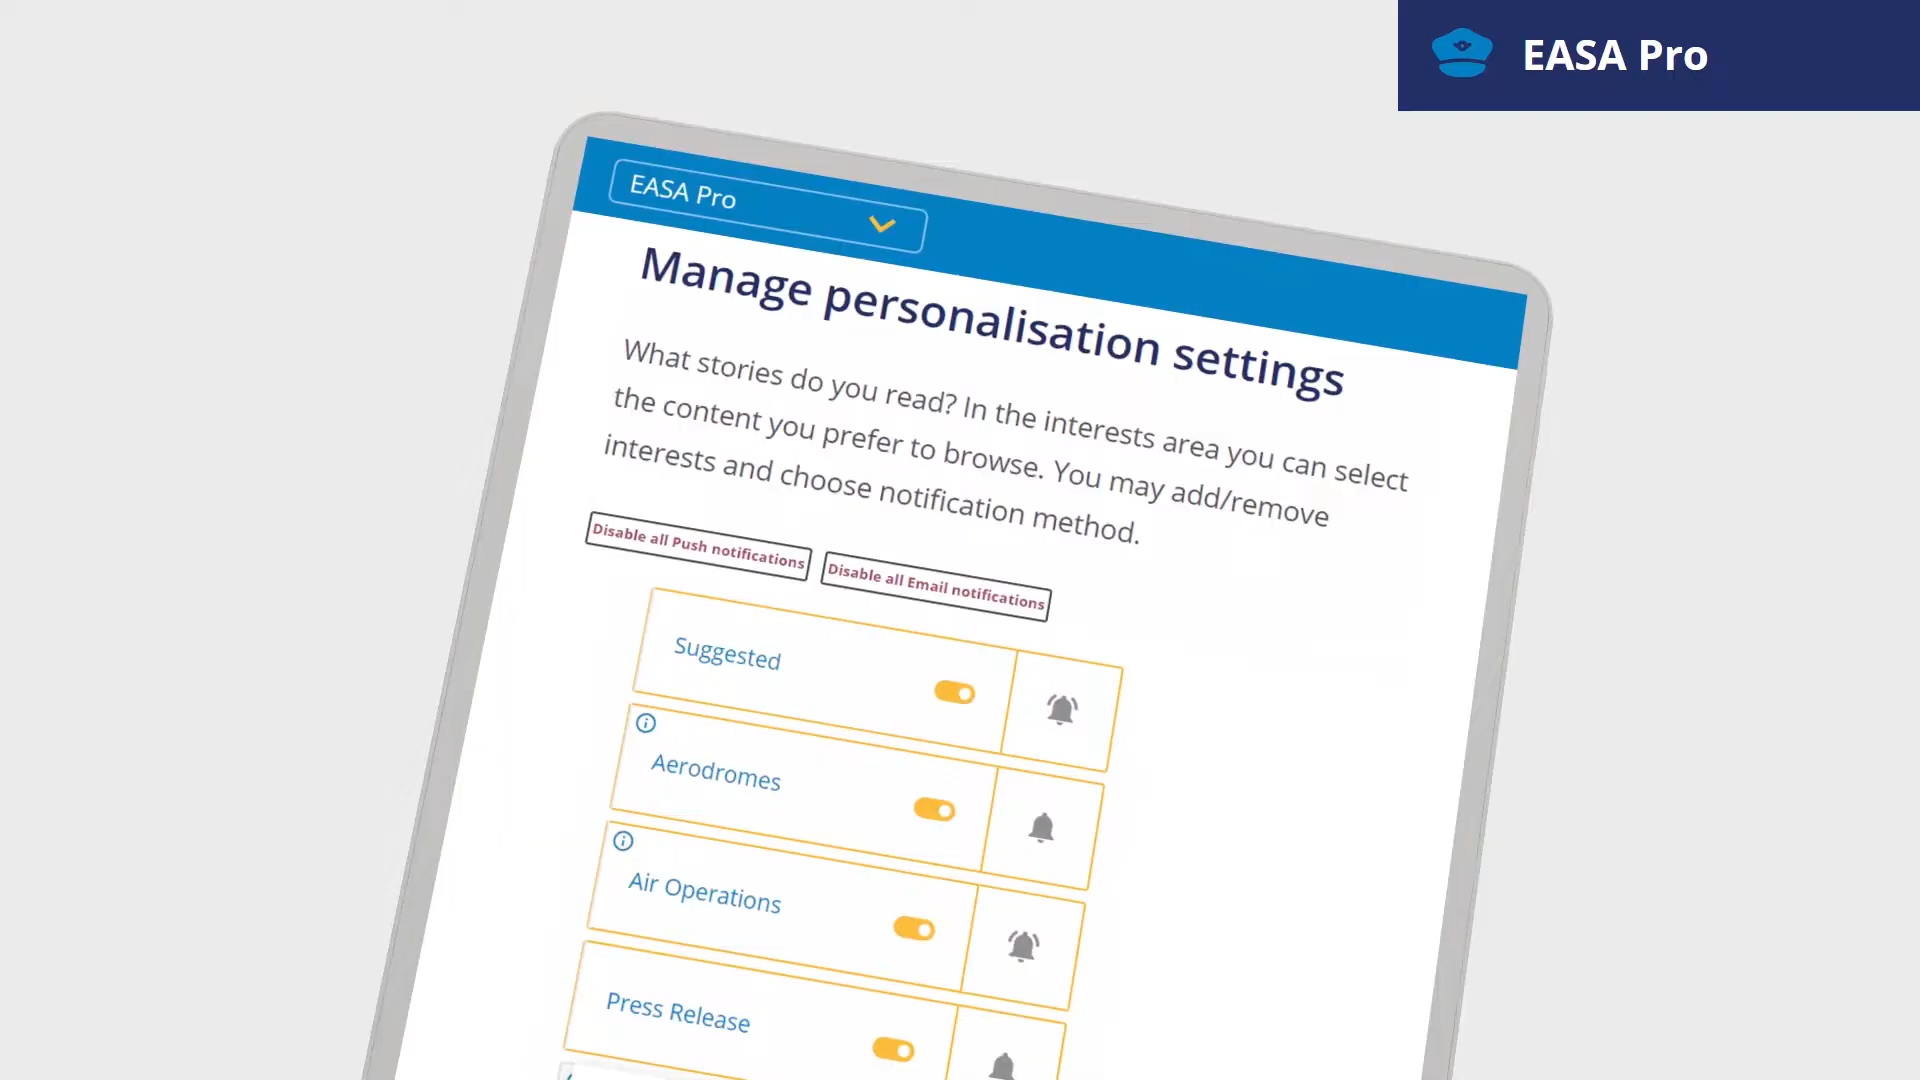 EASA Pro
EASA Pro
Manage personalisation settings
What stories do you read? In the interests area you can select
the content you prefer to browse. You may add/remove
interests and choose notification method.
Disable all Push notifications
Disable all Email notifications
Suggested
Aerodromes
Air Operations
Press Release